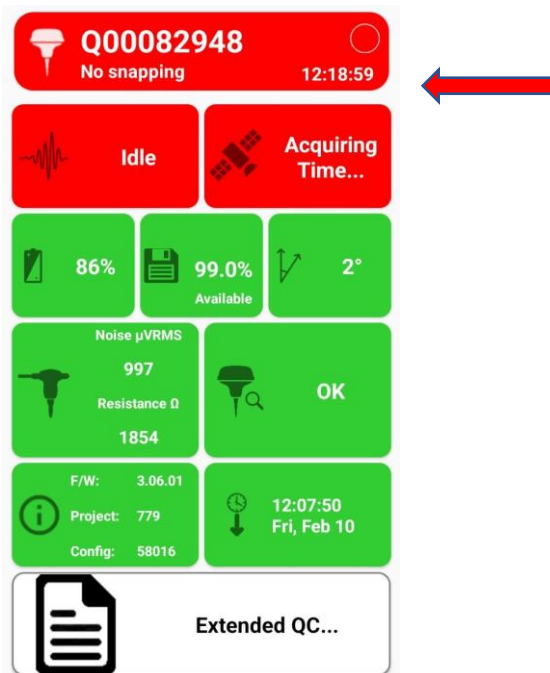 Q00082948
No snapping 12:18:59
Idle
Acquiring
Time...
86%
99.0%
Available
2°
Noise µVRMS
997
Resistance Ω
1854
OK
F/W: 3.06.01
Project: 779
Config: 58016
12:07:50
Fri, Feb 10
Extended QC...